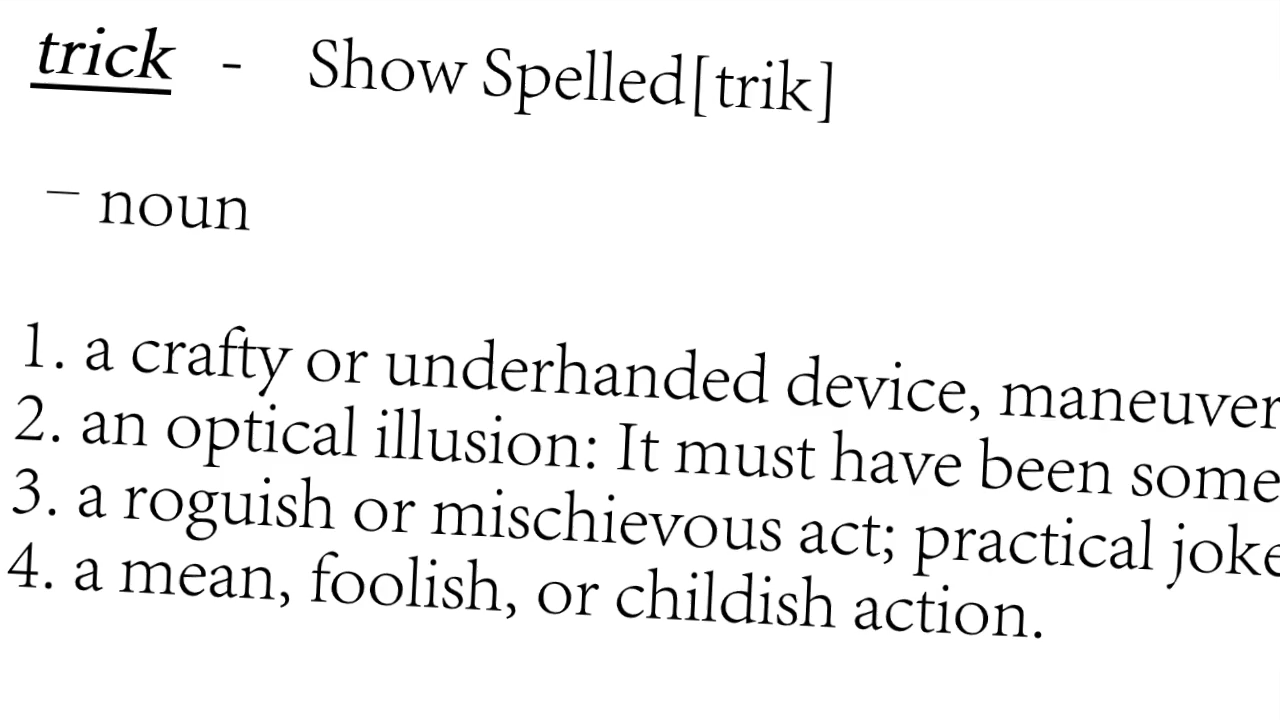 trick - Show Spelled[trik]
– noun
1. a crafty or underhanded device, maneuver
2. an optical illusion: It must have been some
3. a roguish or mischievous act; practical joke
4. a mean, foolish, or childish action.